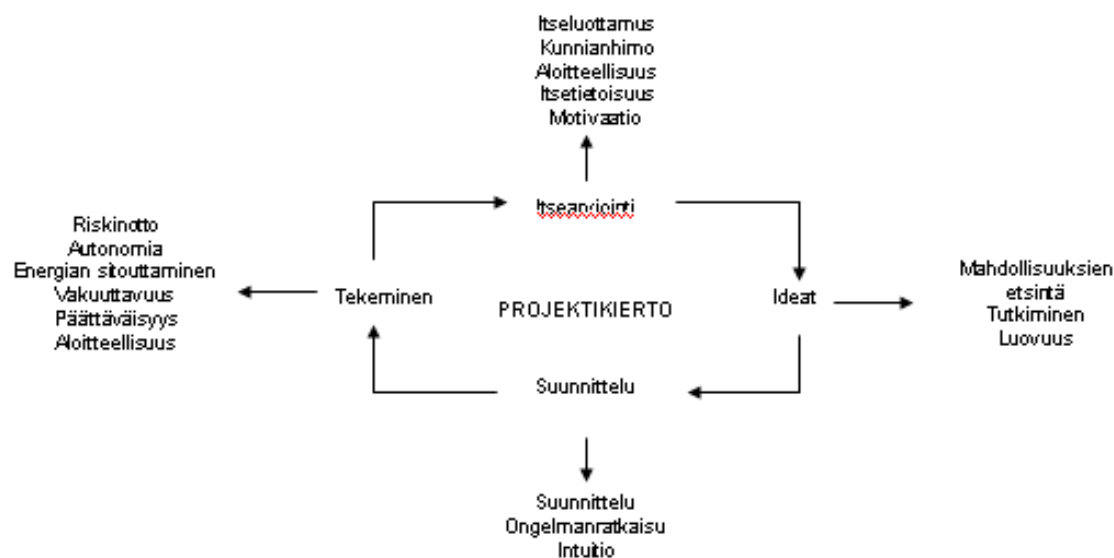 Itseluottamus
Kunnianhimo
Aloitteellisuus
Itsetietoisuus
Motivaatio
Itsearviointi
Riskinotto
Autonomia
Energian sitouttaminen
Vakuuttavuus
Päättäväisyys
Aloitteellisuus
Tekeminen
PROJEKTIKIERTO
Ideat
Mahdollisuuksien
etsintä
Tutkiminen
Luovuus
Suunnittelu
Suunnittelu
Ongelmanratkaisu
Intuitio